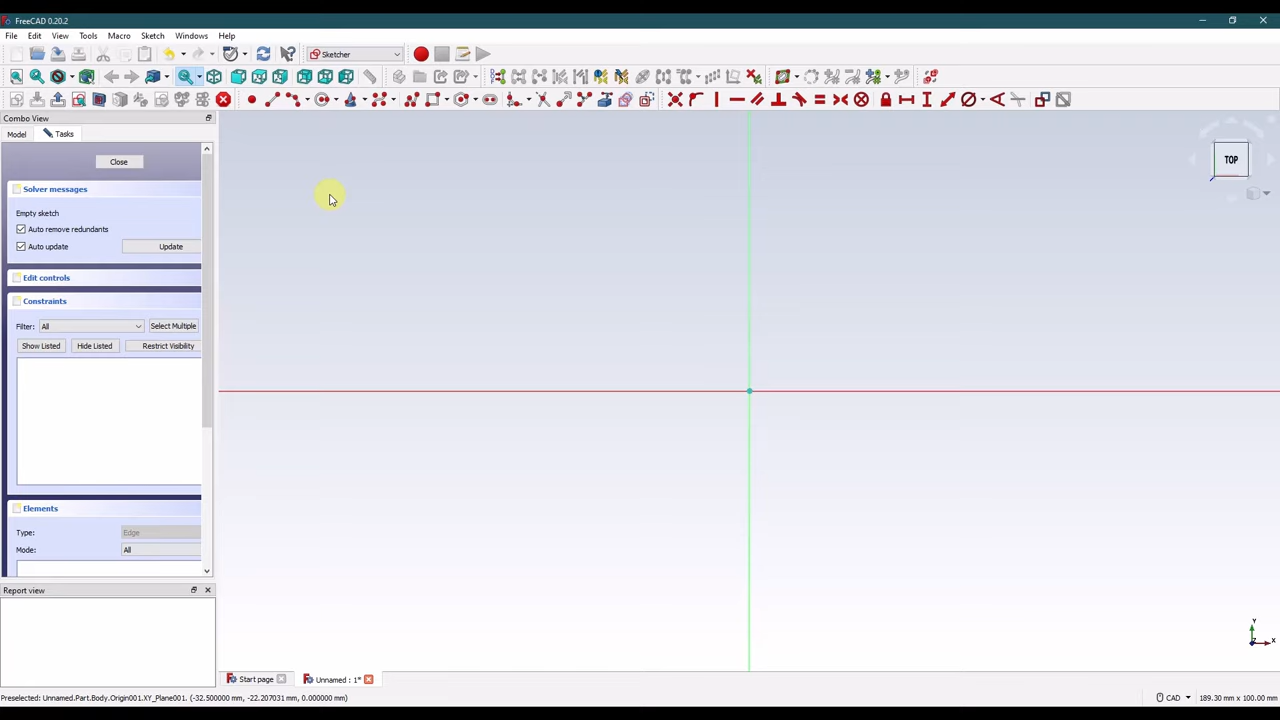 FreeCAD 0.20.2
File Edit View Tools Macro Sketch Windows Help
Sketcher
Combo View
Model Tasks
Close
Solver messages
Empty sketch
Auto remove redundants
Auto update Update
Edit controls
Constraints
Filter: All Select Multiple
Show Listed Hide Listed Restrict Visibility
Elements
Type: Edge
Mode: All
Report view
TOP
Y
Z X
Start page Unnamed : 1*
Preselected: Unnamed.Part.Body.Origin001.XY_Plane001. (-32.500000 mm, -22.207031 mm, 0.000000 mm) CAD 189.30 mm x 100.00 mm